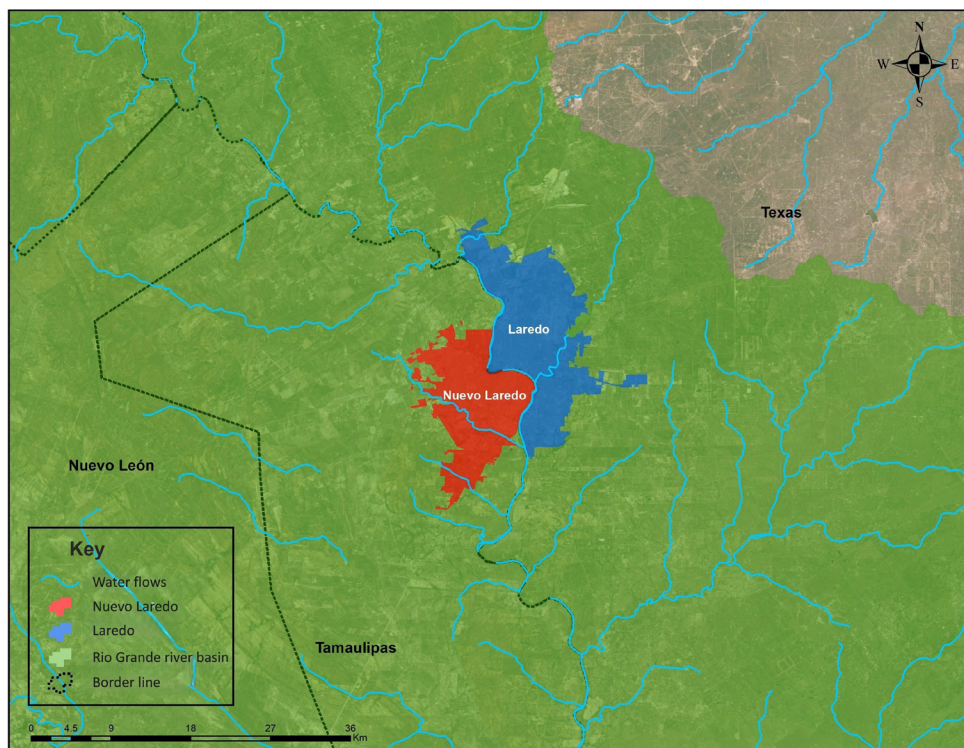 N
W E
S
Texas
Laredo
Nuevo Laredo
Nuevo León
Tamaulipas
Key
Water flows
Nuevo Laredo
Laredo
Rio Grande river basin
Border line
0 4.5 9 18 27 36
Km